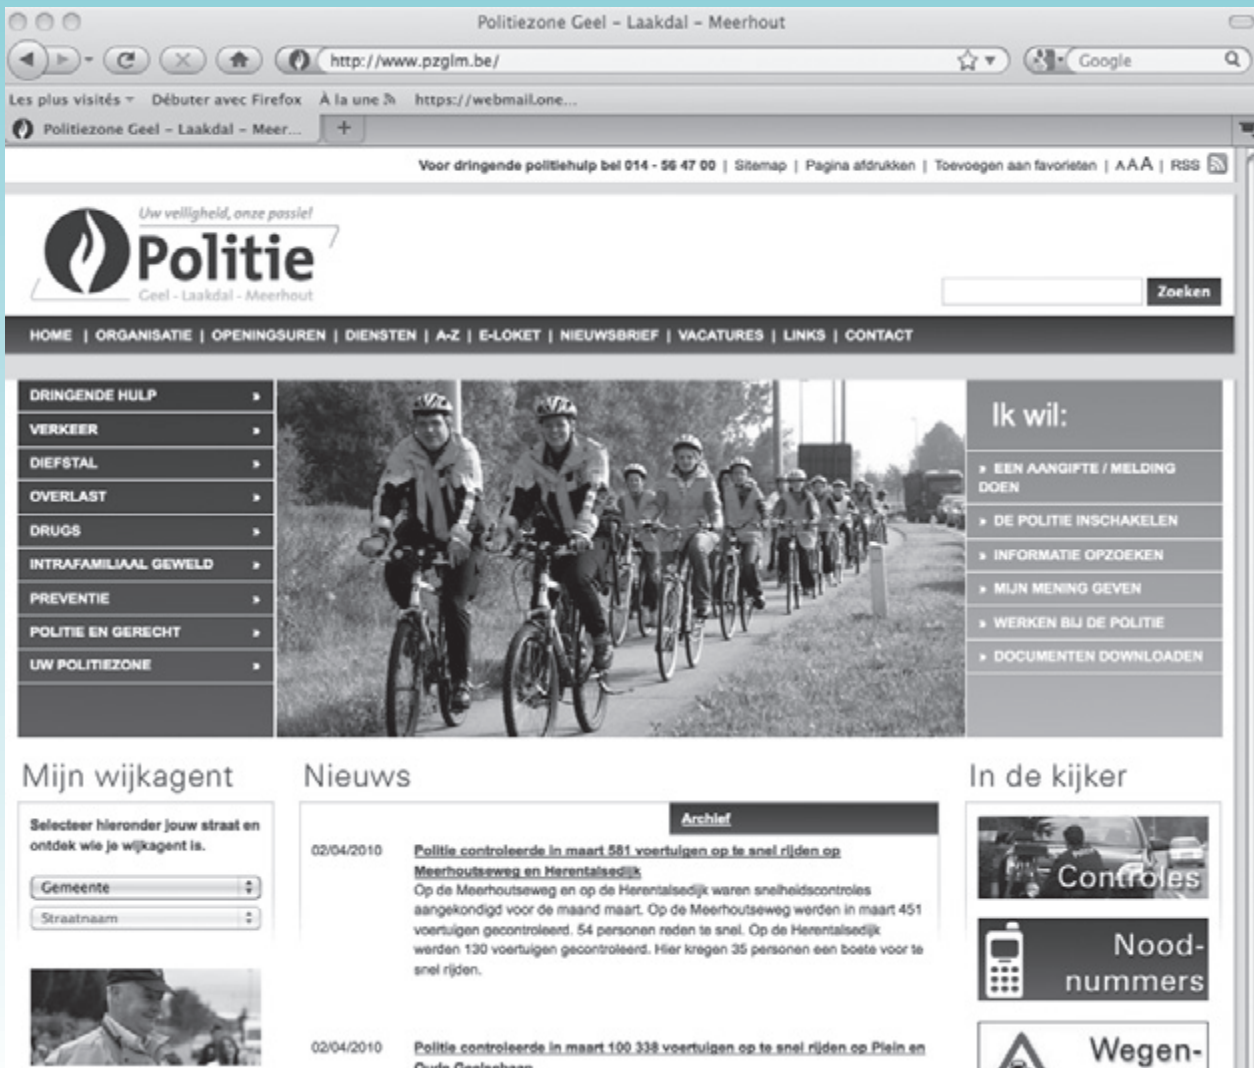 Politiezone Geel – Laakdal – Meerhout
http://www.pzglm.be/
Google
Les plus visités Débuter avec Firefox À la une https://webmail.one...
Politiezone Geel – Laakdal – Meer... +
Voor dringende politiehulp bel 014 - 56 47 00 | Sitemap | Pagina afdrukken | Toevoegen aan favorieten | A A A | RSS
Uw veiligheid, onze passie!
Politie
Geel - Laakdal - Meerhout
Zoeken
HOME | ORGANISATIE | OPENINGSUREN | DIENSTEN | A-Z | E-LOKET | NIEUWSBRIEF | VACATURES | LINKS | CONTACT
DRINGENDE HULP »
VERKEER »
DIEFSTAL »
OVERLAST »
DRUGS »
INTRAFAMILIAAL GEWELD »
PREVENTIE »
POLITIE EN GERECHT »
UW POLITIEZONE »
Ik wil:
» EEN AANGIFTE / MELDING
DOEN
» DE POLITIE INSCHAKELEN
» INFORMATIE OPZOEKEN
» MIJN MENING GEVEN
» WERKEN BIJ DE POLITIE
» DOCUMENTEN DOWNLOADEN
Mijn wijkagent
Selecteer hieronder jouw straat en
ontdek wie je wijkagent is.
Gemeente
Straatnaam
Nieuws
Archief
02/04/2010 Politie controleerde in maart 581 voertuigen op te snel rijden op
Meerhoutseweg en Herentalsedijk
Op de Meerhoutseweg en op de Herentalsedijk waren snelheidscontroles
aangekondigd voor de maand maart. Op de Meerhoutseweg werden in maart 451
voertuigen gecontroleerd. 54 personen reden te snel. Op de Herentalsedijk
werden 130 voertuigen gecontroleerd. Hier kregen 35 personen een boete voor te
snel rijden.
02/04/2010 Politie controleerde in maart 100 338 voertuigen op te snel rijden op Plein en
In de kijker
Controles
Nood-
nummers
Wegen-